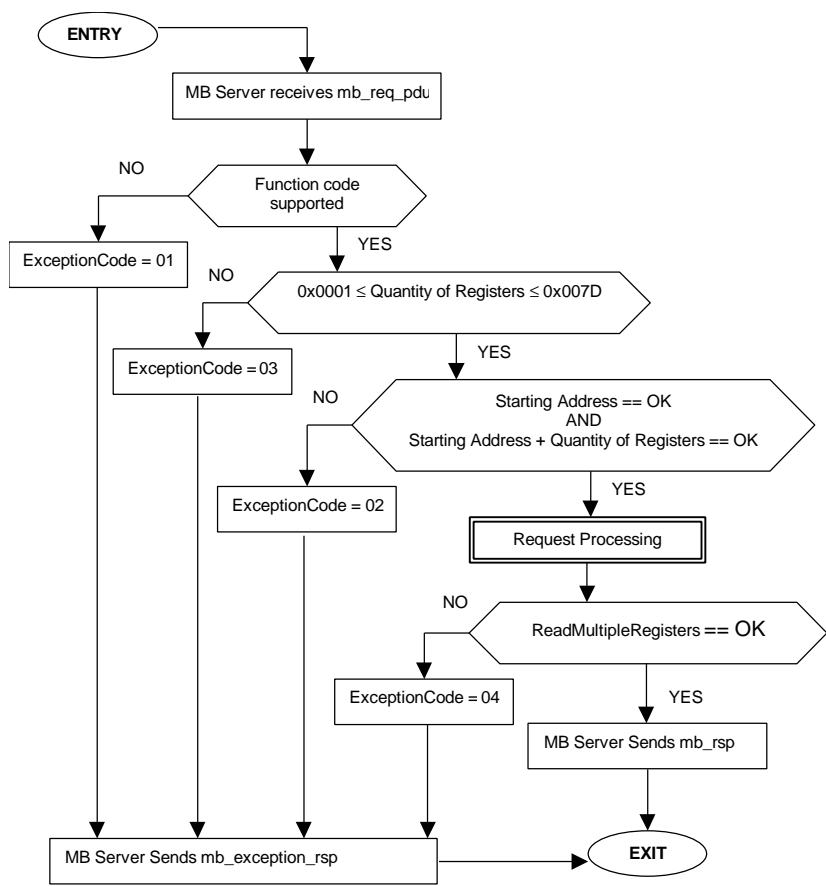 ENTRY
MB Server receives mb_req_pdu
NO
Function code
supported
YES
ExceptionCode = 01
NO
0x0001 ≤ Quantity of Registers ≤ 0x007D
YES
ExceptionCode = 03
NO
Starting Address == OK
AND
Starting Address + Quantity of Registers == OK
YES
ExceptionCode = 02
Request Processing
NO
ReadMultipleRegisters == OK
YES
ExceptionCode = 04
MB Server Sends mb_rsp
MB Server Sends mb_exception_rsp
EXIT